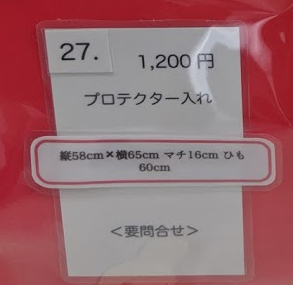 27.
1,200円
プロテクター入れ
縦58cm×横65cm マチ16cm ひも
60cm
<要問合せ>